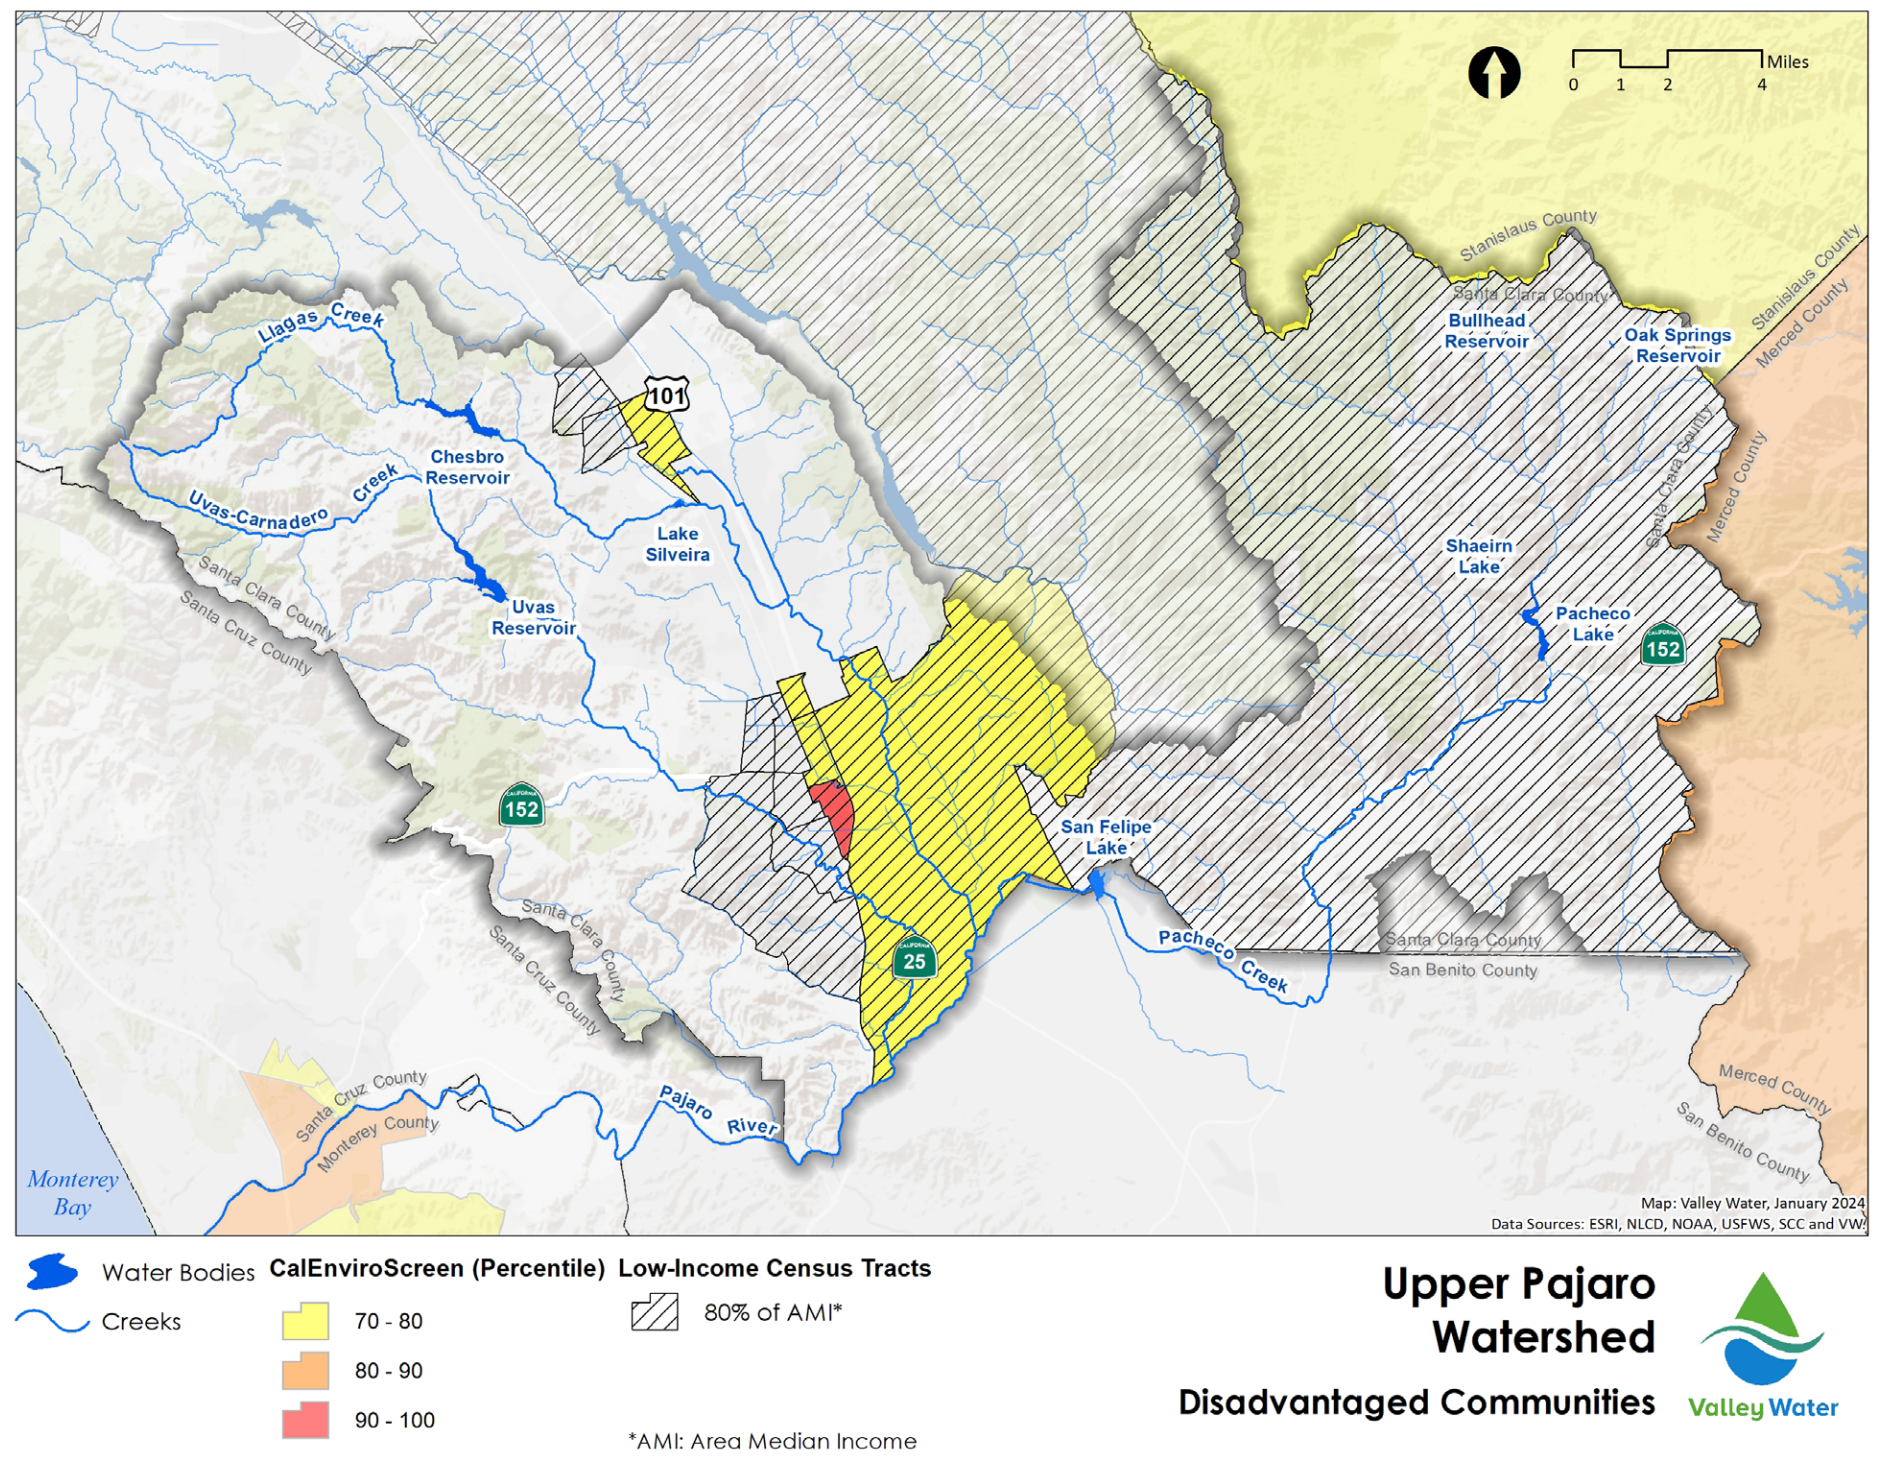 Miles
0 1 2 4
Stanislaus County
Santa Clara County
Stanislaus County
Merced County
Bullhead
Reservoir
Oak Springs
Reservoir
Llagas Creek
101
Chesbro
Reservoir
Uvas-Carnadero Creek
Santa Clara County
Merced County
Lake
Silveira
Shaeirn
Lake
Santa Clara County
Santa Cruz County
Uvas
Reservoir
Pacheco
Lake
CALIFORNIA
152
CALIFORNIA
152
San Felipe
Lake
Santa Clara County
Santa Cruz County
CALIFORNIA
25
Pacheco Creek
Santa Clara County
San Benito County
Santa Cruz County
Monterey County
Pajaro River
Merced County
San Benito County
Monterey
Bay
Map: Valley Water, January 2024
Data Sources: ESRI, NLCD, NOAA, USFWS, SCC and VW.
Water Bodies
Creeks
CalEnviroScreen (Percentile)
70 - 80
80 - 90
90 - 100
Low-Income Census Tracts
80% of AMI*
*AMI: Area Median Income
Upper Pajaro
Watershed
Disadvantaged Communities
Valley Water